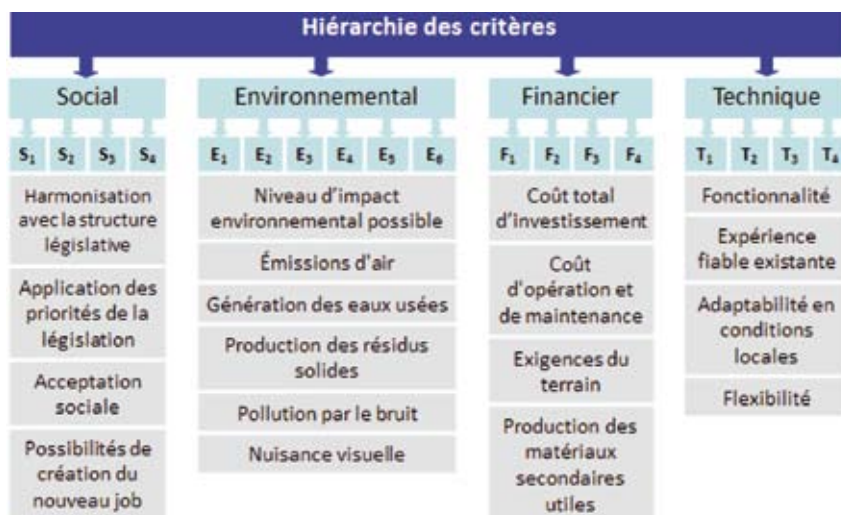 Hiérarchie des critères
Social
S₁ S₂ S₃ S₄
Harmonisation
avec la structure
législative
Application des
priorités de la
législation
Acceptation
sociale
Possibilités de
création du
nouveau job
Environnemental
E₁ E₂ E₃ E₄ E₅ E₆
Niveau d'impact
environnemental possible
Émissions d'air
Génération des eaux usées
Production des résidus
solides
Pollution par le bruit
Nuisance visuelle
Financier
F₁ F₂ F₃ F₄
Coût total
d'investissement
Coût
d'opération et
de maintenance
Exigences du
terrain
Production des
matériaux
secondaires
utiles
Technique
T₁ T₂ T₃ T₄
Fonctionnalité
Expérience
fiable existante
Adaptabilité en
conditions
locales
Flexibilité